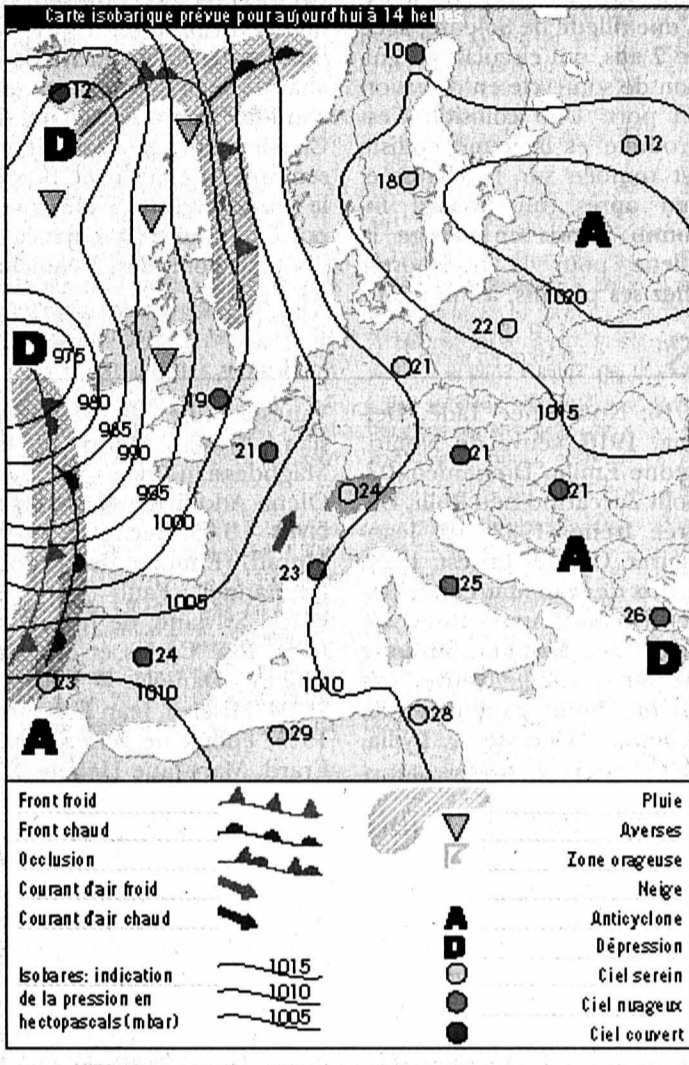 Carte isobarique prévue pour aujourd'hui à 14 heures
10
12
D
12
18
A
1020
22
D
975
21
980
19
1015
985
990
21
21
995
24
21
1000
A
23
25
1005
26
24
D
23
1010
1010
A
28
29
Front froid
Pluie
Front chaud
Averses
Occlusion
Zone orageuse
Courant d'air froid
Neige
Courant d'air chaud
A Anticyclone
D Dépression
Isobares: indication 1015 Ciel serein
de la pression en 1010 Ciel nuageux
hectopascals (mbar) 1005 Ciel couvert